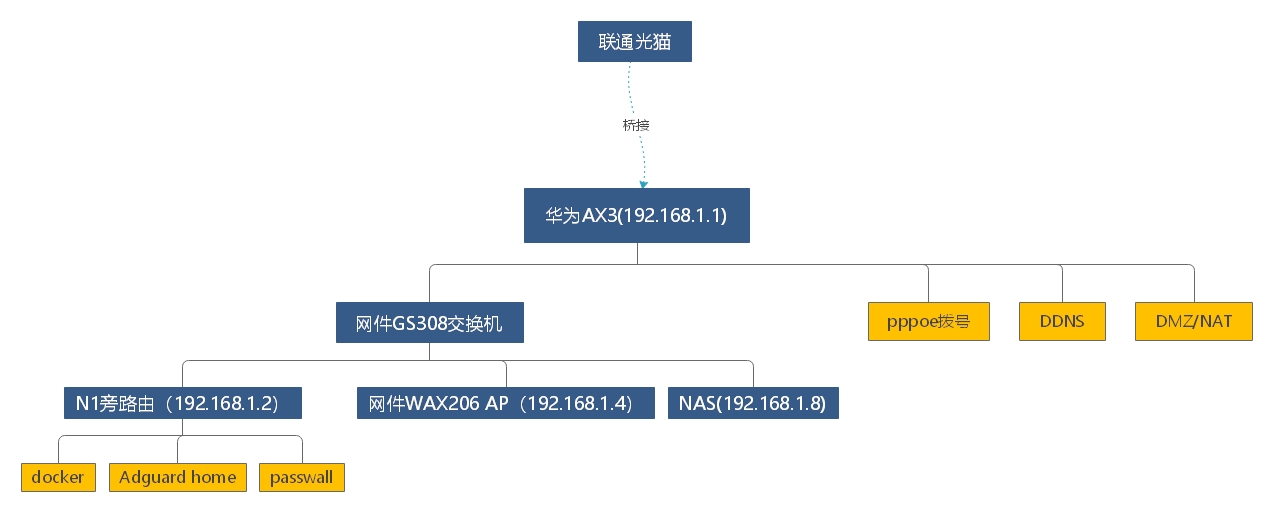 联通光猫
桥接
华为AX3(192.168.1.1)
网件GS308交换机
pppoe拨号
DDNS
DMZ/NAT
N1旁路由（192.168.1.2）
网件WAX206 AP（192.168.1.4）
NAS(192.168.1.8)
docker
Adguard home
passwall